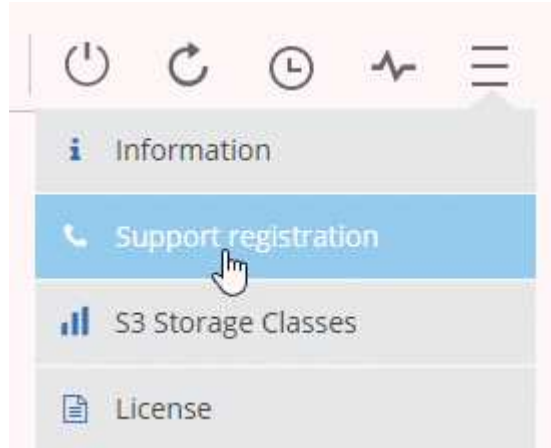 Information
Support registration
S3 Storage Classes
License